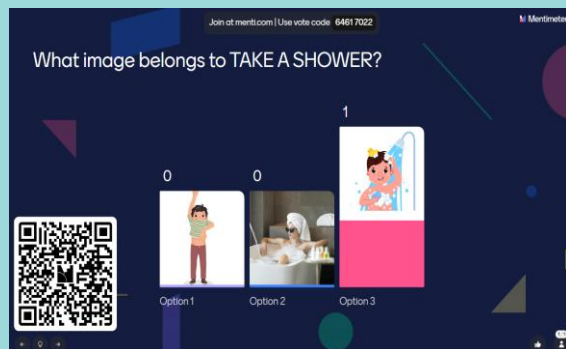 Join at menti.com | Use vote code 6461 7022
Mentimeter
What image belongs to TAKE A SHOWER?
1
0 0
Option 1 Option 2 Option 3